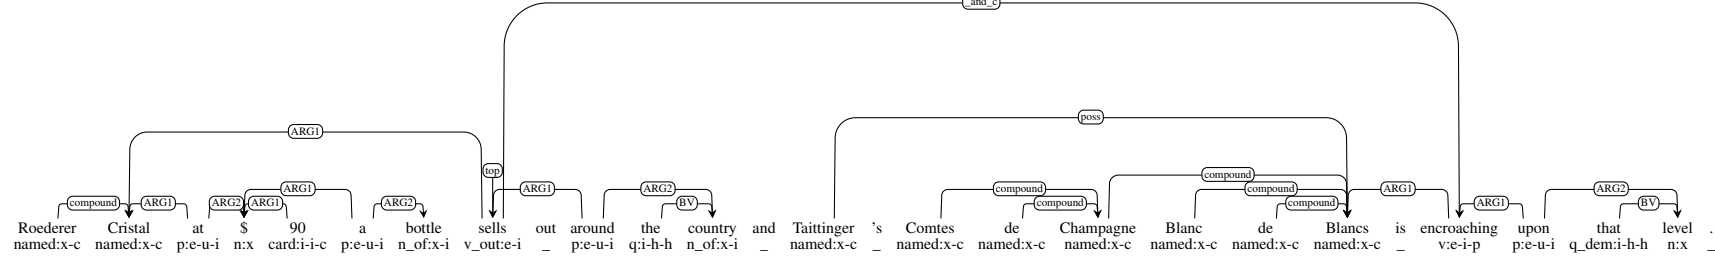 _and_c
poss
ARG1
top
compound
compound ARG1 ARG2 ARG1 ARG1 ARG2 ARG1 ARG2 BV compound compound compound compound ARG1 ARG1 ARG2 BV
Roederer Cristal at $ 90 a bottle sells out around the country and Taittinger 's Comtes de Champagne Blanc de Blancs is encroaching upon that level .
named:x-c named:x-c p:e-u-i n:x card:i-i-c p:e-u-i n_of:x-i v_out:e-i _ p:e-u-i q:i-h-h n_of:x-i _ named:x-c _ named:x-c named:x-c named:x-c named:x-c named:x-c named:x-c _ v:e-i-p p:e-u-i q_dem:i-h-h n:x _